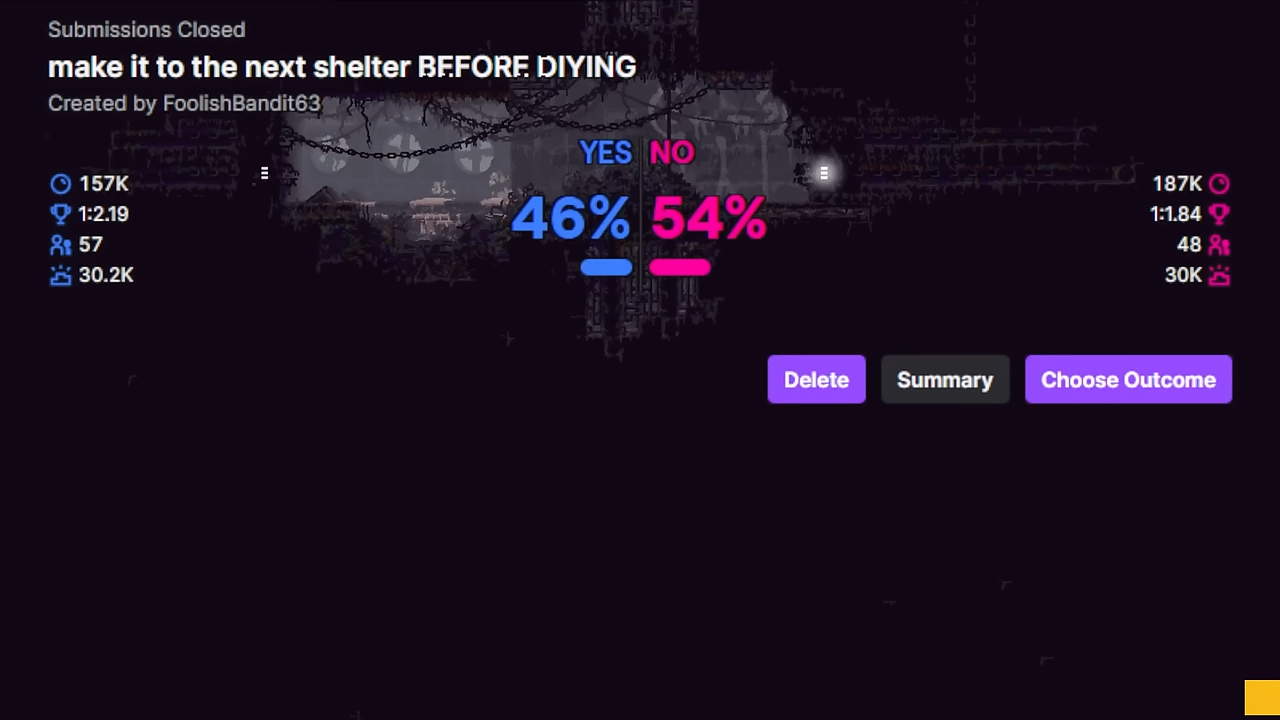 Submissions Closed
make it to the next shelter BEFORE DIYING
Created by FoolishBandit63
YES NO
46% 54%
157K
1:2.19
57
30.2K
187K
1:1.84
48
30K
Delete
Summary
Choose Outcome